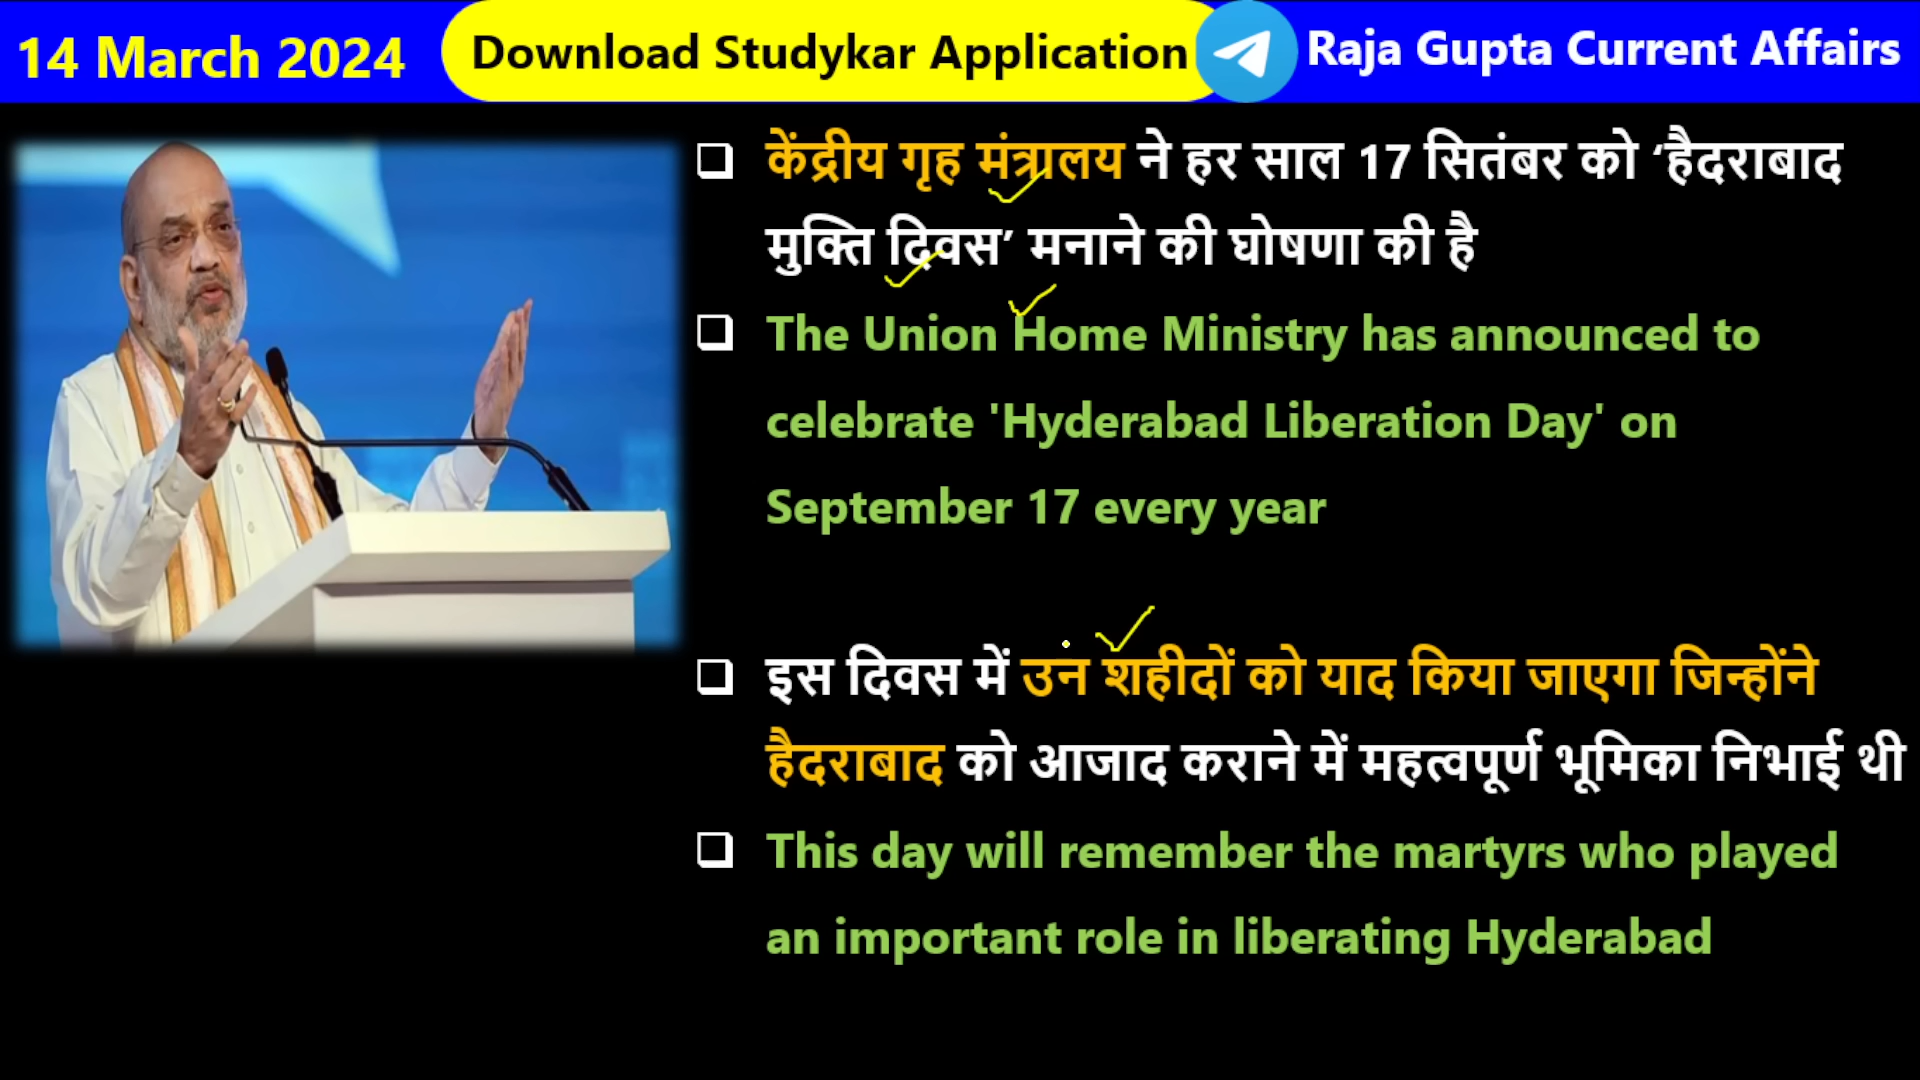 14 March 2024
Download Studykar Application
Raja Gupta Current Affairs
केंद्रीय गृह मंत्रालय ने हर साल 17 सितंबर को ‘हैदराबाद
मुक्ति दिवस’ मनाने की घोषणा की है
The Union Home Ministry has announced to
celebrate 'Hyderabad Liberation Day' on
September 17 every year
इस दिवस में उन शहीदों को याद किया जाएगा जिन्होंने
हैदराबाद को आजाद कराने में महत्वपूर्ण भूमिका निभाई थी
This day will remember the martyrs who played
an important role in liberating Hyderabad